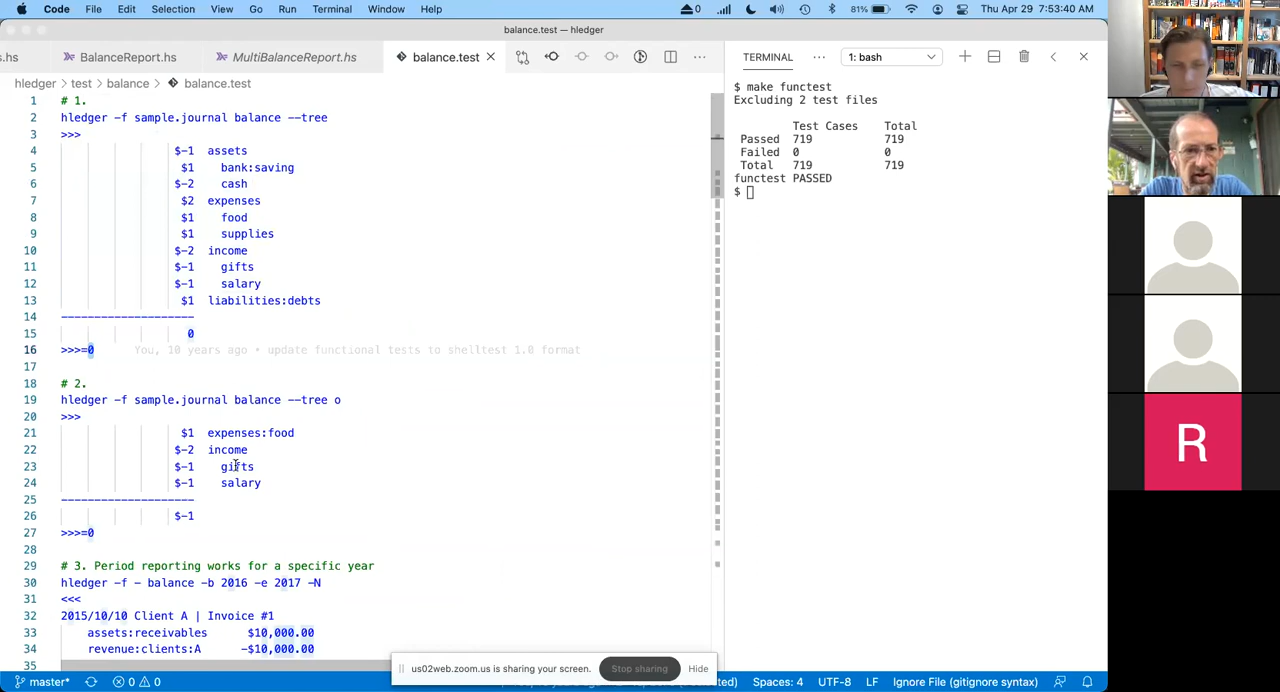 Code File Edit Selection View Go Run Terminal Window Help 0 81% Thu Apr 29 7:53:40 AM
balance.test — hledger
s.hs BalanceReport.hs MultiBalanceReport.hs balance.test
hledger > test > balance > balance.test
1 # 1.
2 hledger -f sample.journal balance --tree
3 >>>
4 $-1 assets
5 $1 bank:saving
6 $-2 cash
7 $2 expenses
8 $1 food
9 $1 supplies
10 $-2 income
11 $-1 gifts
12 $-1 salary
13 $1 liabilities:debts
14 --------------------
15 0
16 >>>=0 You, 10 years ago • update functional tests to shelltest 1.0 format
17
18 # 2.
19 hledger -f sample.journal balance --tree o
20 >>>
21 $1 expenses:food
22 $-2 income
23 $-1 gifts
24 $-1 salary
25 --------------------
26 $-1
27 >>>=0
28
29 # 3. Period reporting works for a specific year
30 hledger -f - balance -b 2016 -e 2017 -N
31 <<<
32 2015/10/10 Client A | Invoice #1
33 assets:receivables $10,000.00
34 revenue:clients:A -$10,000.00
35
TERMINAL ··· 1: bash
$ make functest
Excluding 2 test files
Test Cases Total
Passed 719 719
Failed 0 0
Total 719 719
functest PASSED
$
R
us02web.zoom.us is sharing your screen. Stop sharing Hide
master* 0 0 Spaces: 4 UTF-8 LF Ignore File (gitignore syntax)